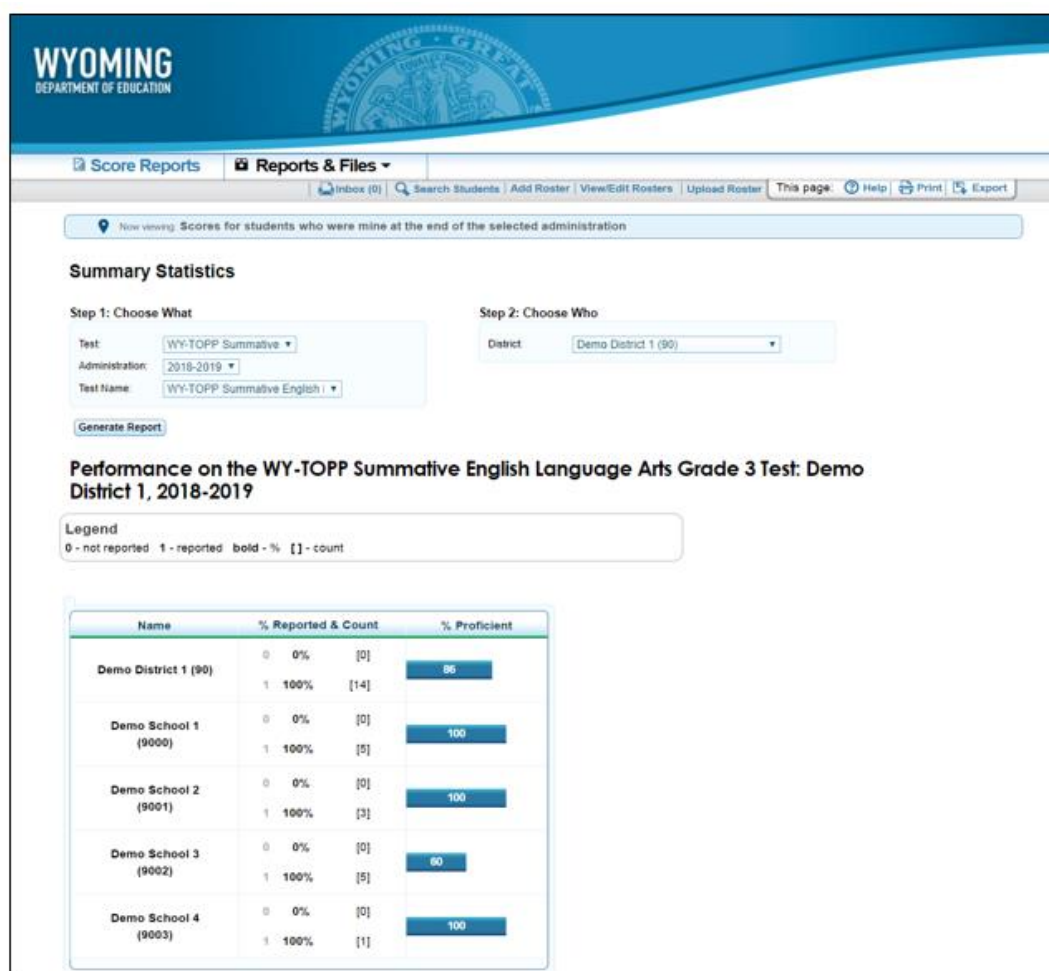 WYOMING
DEPARTMENT OF EDUCATION
WYOMING · GREAT
EQUAL RIGHTS
Score Reports Reports & Files
Inbox (0) | Search Students | Add Roster | View/Edit Rosters | Upload Roster This page: Help | Print | Export
Now viewing: Scores for students who were mine at the end of the selected administration
Summary Statistics
Step 1: Choose What Step 2: Choose Who
Test: WY-TOPP Summative District: Demo District 1 (90)
Administration: 2018-2019
Test Name: WY-TOPP Summative English
Generate Report
Performance on the WY-TOPP Summative English Language Arts Grade 3 Test: Demo
District 1, 2018-2019
Legend
0 - not reported 1 - reported bold - % [ ] - count
Name % Reported & Count % Proficient
0 0% [0]
Demo District 1 (90) 86
1 100% [14]
Demo School 1 0 0% [0]
100
(9000) 1 100% [5]
Demo School 2 0 0% [0]
100
(9001) 1 100% [3]
Demo School 3 0 0% [0]
60
(9002) 1 100% [5]
Demo School 4 0 0% [0]
100
(9003) 1 100% [1]